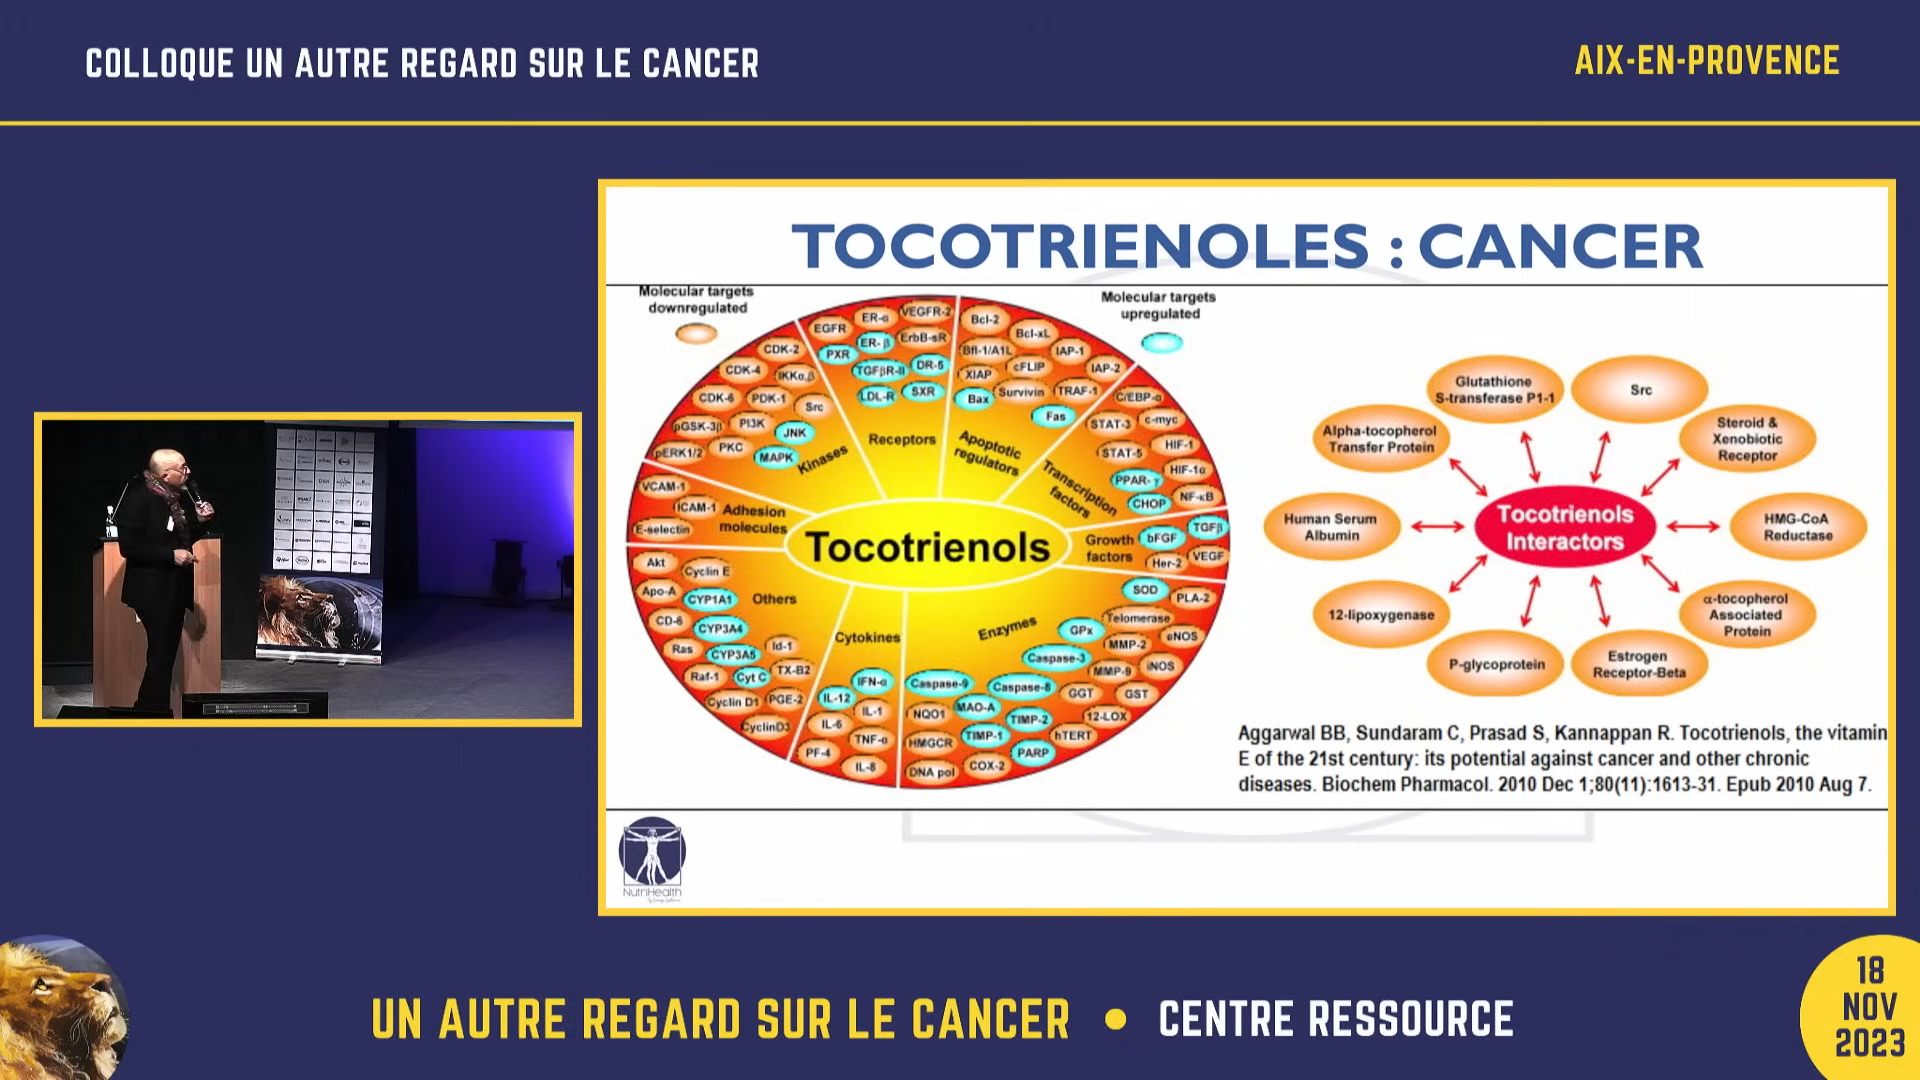 COLLOQUE UN AUTRE REGARD SUR LE CANCER
AIX-EN-PROVENCE
TOCOTRIENOLES : CANCER
Molecular targets
downregulated
Molecular targets
upregulated
EGFR
ER-α
VEGFR-2
PXR
ER- β
ErbB-sR
TGFβR-II
DR-5
LDL-R
SXR
Receptors
Bcl-2
Bcl-xL
Bfl-1/A1L
IAP-1
XIAP
cFLIP
IAP-2
Bax
Survivin
TRAF-1
Fas
Apoptotic
regulators
C/EBP-α
STAT-3
c-myc
STAT-5
HIF-1
PPAR- γ
HIF-1α
CHOP
NF-κB
Transcription
factors
TGFβ
bFGF
Her-2
VEGF
Growth
factors
SOD
PLA-2
GPx
Telomerase
eNOS
Caspase-3
MMP-2
MMP-9
iNOS
Caspase-9
Caspase-8
GGT
GST
NQO1
MAO-A
TIMP-2
12-LOX
HMGCR
TIMP-1
hTERT
DNA pol
COX-2
PARP
Enzymes
Cytokines
IFN-α
IL-12
IL-1
IL-6
TNF-α
PF-4
IL-8
Others
Akt
Cyclin E
Apo-A
CYP1A1
CD-6
CYP3A4
Ras
CYP3A5
Id-1
Raf-1
Cyt C
TX-B2
Cyclin D1
PGE-2
CyclinD3
Adhesion
molecules
VCAM-1
ICAM-1
E-selectin
Kinases
CDK-2
CDK-4
IKKα,β
CDK-6
PDK-1
Src
pGSK-3β
PI3K
JNK
pERK1/2
PKC
MAPK
Tocotrienols
Glutathione
S-transferase P1-1
Src
Alpha-tocopherol
Transfer Protein
Steroid &
Xenobiotic
Receptor
Human Serum
Albumin
Tocotrienols
Interactors
HMG-CoA
Reductase
12-lipoxygenase
α-tocopherol
Associated
Protein
P-glycoprotein
Estrogen
Receptor-Beta
Aggarwal BB, Sundaram C, Prasad S, Kannappan R. Tocotrienols, the vitamin
E of the 21st century: its potential against cancer and other chronic
diseases. Biochem Pharmacol. 2010 Dec 1;80(11):1613-31. Epub 2010 Aug 7.
NutriHealth
UN AUTRE REGARD SUR LE CANCER • CENTRE RESSOURCE
18
NOV
2023